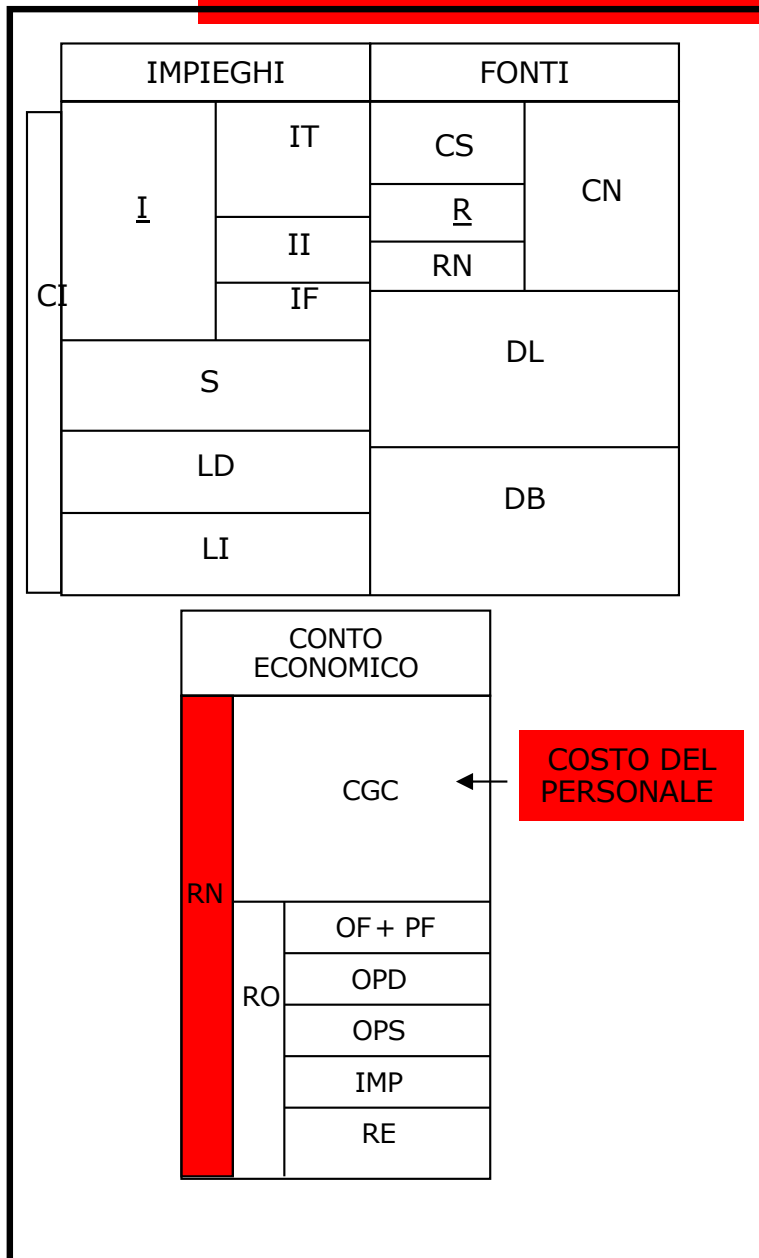 IMPIEGHI
FONTI
CI
I
IT
II
IF
S
LD
LI
CS
R
RN
CN
DL
DB
CONTO
ECONOMICO
RN
CGC
COSTO DEL
PERSONALE
RO
OF + PF
OPD
OPS
IMP
RE